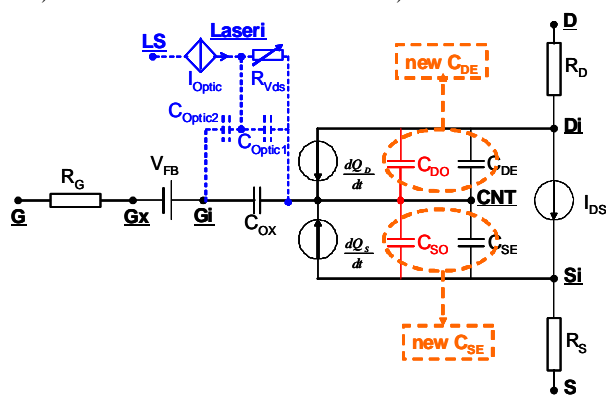 D
LS
Laseri
new C_DE
R_D
I_Optic
R_Vds
C_Optic2
C_Optic1
Di
V_FB
dQ_D
dt
C_DO
C_DE
R_G
CNT
I_DS
G
Gx
Gi
C_OX
dQ_S
dt
C_SO
C_SE
Si
new C_SE
R_S
S